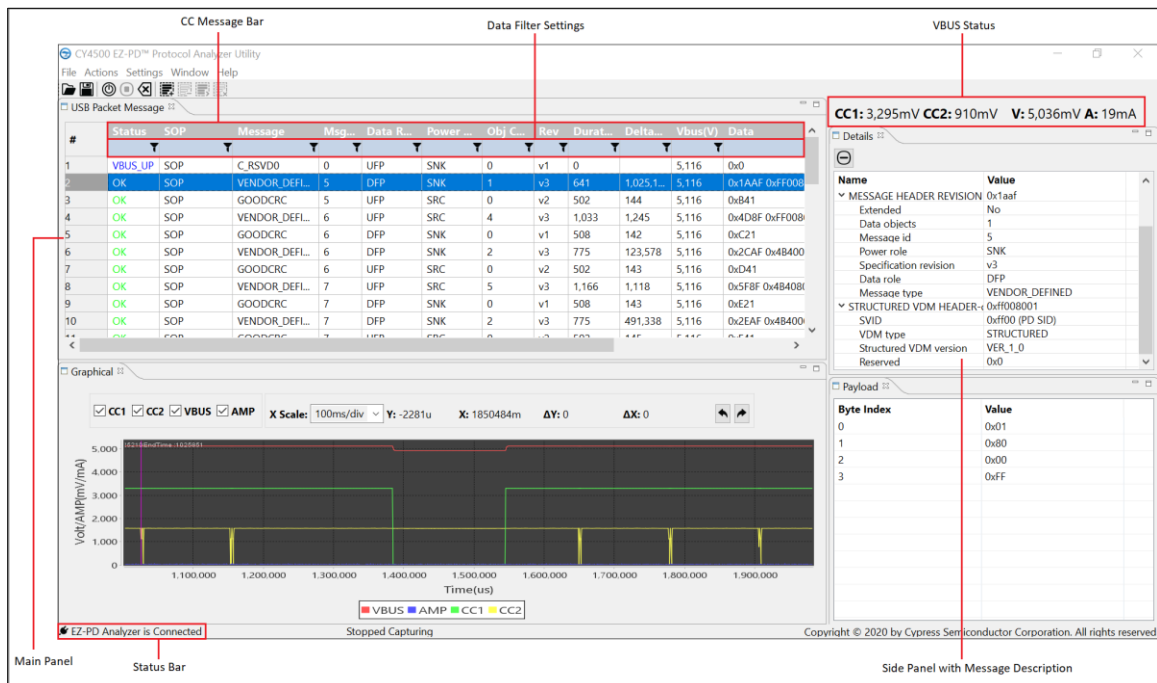 CC Message Bar
Data Filter Settings
VBUS Status
CY4500 EZ-PD™ Protocol Analyzer Utility
File Actions Settings Window Help
USB Packet Message
CC1: 3,295mV CC2: 910mV V: 5,036mV A: 19mA
# Status SOP Message Msg... Data R... Power ... Obj C... Rev Durat... Delta... Vbus(V) Data
1 VBUS_UP SOP C_RSVD0 0 UFP SNK 0 v1 0 5,116 0x0
2 OK SOP VENDOR_DEFI... 5 DFP SNK 1 v3 641 1,025,1... 5,116 0x1AAF 0xFF008
3 OK SOP GOODCRC 5 UFP SRC 0 v2 502 144 5,116 0xB41
4 OK SOP VENDOR_DEFI... 6 UFP SRC 4 v3 1,033 1,245 5,116 0x4D8F 0xFF008
5 OK SOP GOODCRC 6 DFP SNK 0 v1 508 142 5,116 0xC21
6 OK SOP VENDOR_DEFI... 6 DFP SNK 2 v3 775 123,578 5,116 0x2CAF 0x4B400
7 OK SOP GOODCRC 6 UFP SRC 0 v2 502 143 5,116 0xD41
8 OK SOP VENDOR_DEFI... 7 UFP SRC 5 v3 1,166 1,118 5,116 0x5F8F 0x4B408
9 OK SOP GOODCRC 7 DFP SNK 0 v1 508 143 5,116 0xE21
10 OK SOP VENDOR_DEFI... 7 DFP SNK 2 v3 775 491,338 5,116 0x2EAF 0x4B400
Details
Name Value
MESSAGE HEADER REVISION 0x1aaf
Extended No
Data objects 1
Message id 5
Power role SNK
Specification revision v3
Data role DFP
Message type VENDOR_DEFINED
STRUCTURED VDM HEADER- 0xff008001
SVID 0xff00 (PD SID)
VDM type STRUCTURED
Structured VDM version VER_1_0
Reserved 0x0
Graphical
CC1 CC2 VBUS AMP X Scale: 100ms/div Y: -2281u X: 1850484m ΔY: 0 ΔX: 0
Volt/AMP(mV/mA)
5.000
4.000
3.000
2.000
1.000
0
1.100.000 1.200.000 1.300.000 1.400.000 1.500.000 1.600.000 1.700.000 1.800.000 1.900.000
Time(us)
VBUS AMP CC1 CC2
Payload
Byte Index Value
0 0x01
1 0x80
2 0x00
3 0xFF
EZ-PD Analyzer is Connected
Stopped Capturing
Copyright © 2020 by Cypress Semiconductor Corporation. All rights reserved
Main Panel
Status Bar
Side Panel with Message Description